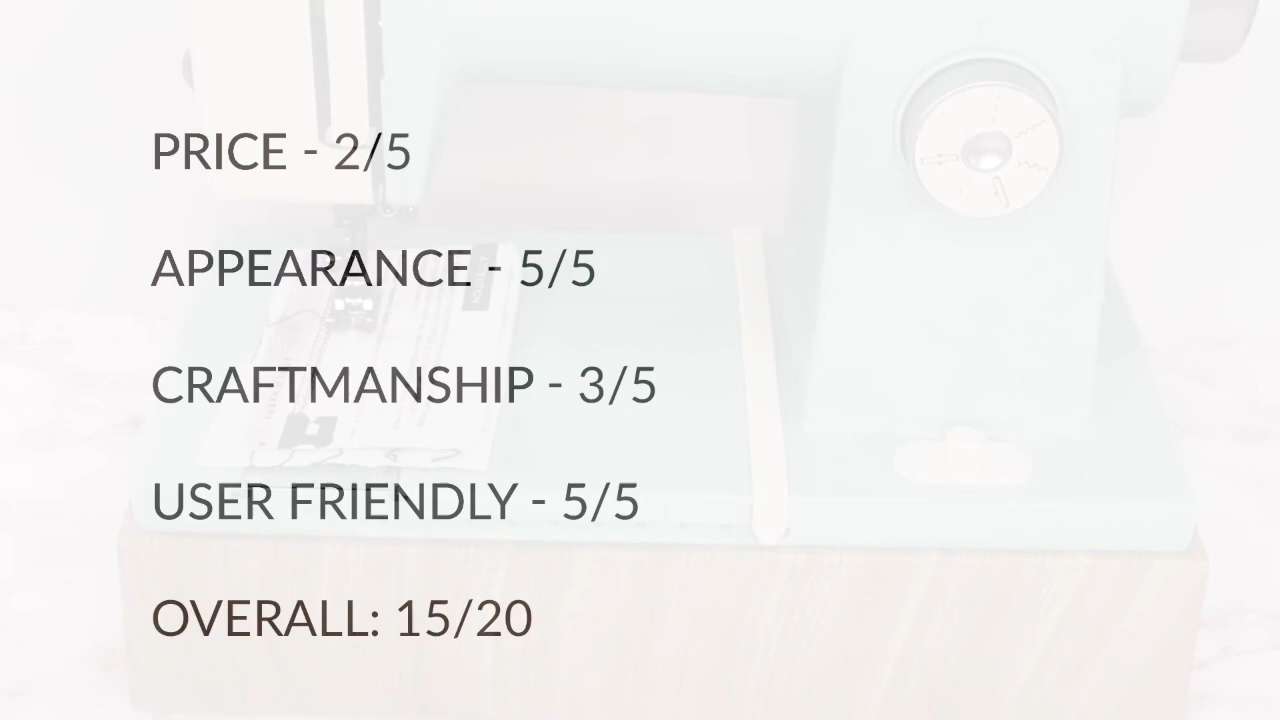 PRICE - 2/5
APPEARANCE - 5/5
CRAFTMANSHIP - 3/5
USER FRIENDLY - 5/5
OVERALL: 15/20